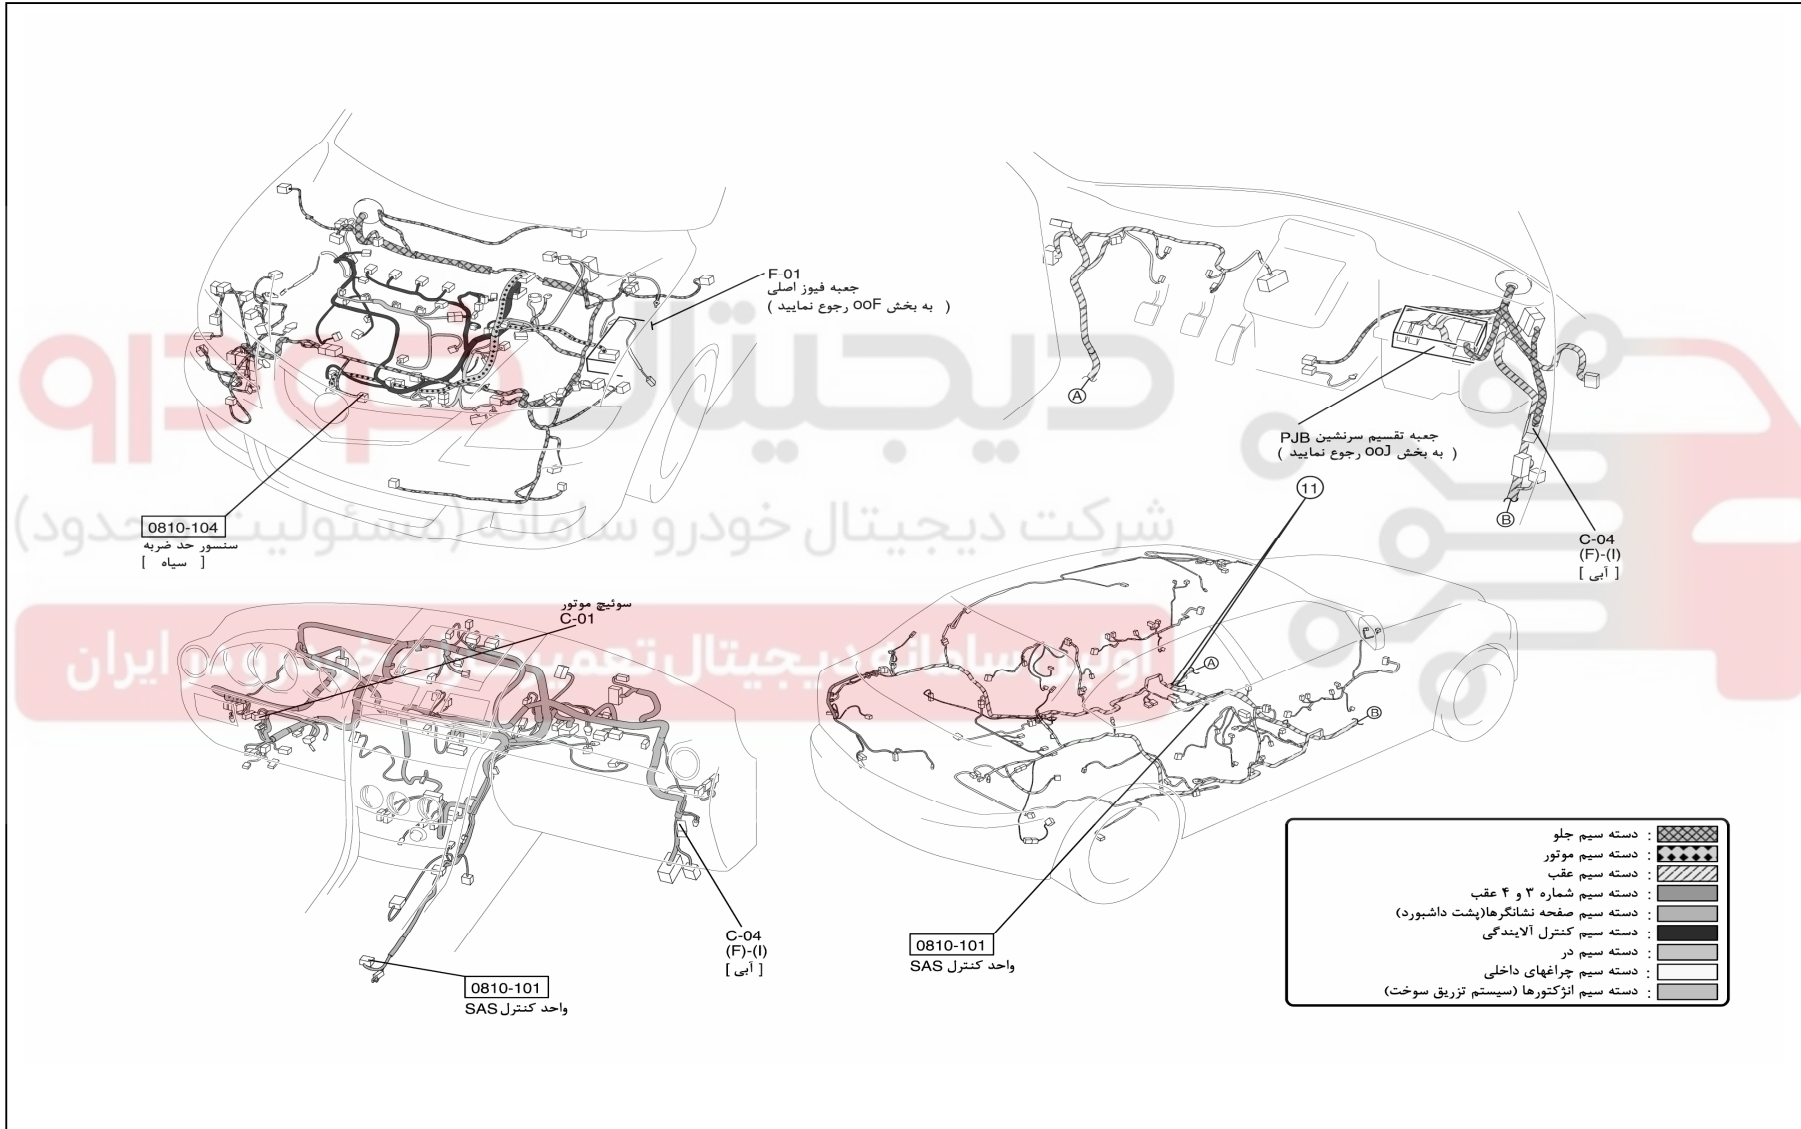 F-01
جعبه فیوز اصلی
( به بخش ooF رجوع نمایید )
0810-104
سنسور حد ضربه
[ سیاه ]
A
جعبه تقسیم سرنشین PJB
( به بخش ooJ رجوع نمایید )
B
C-04
(F)-(I)
[ آبی ]
دیجیتال خودرو
شرکت دیجیتال خودرو سامانه (مسئولیت محدود)
اولین سامانه دیجیتال تعمیرکاران خودرو در ایران
سوئیچ موتور
C-01
C-04
(F)-(I)
[ آبی ]
0810-101
واحد کنترل SAS
11
A
B
0810-101
واحد کنترل SAS
دسته سیم جلو :
دسته سیم موتور :
دسته سیم عقب :
دسته سیم شماره ۳ و ۴ عقب :
دسته سیم صفحه نشانگرها(پشت داشبورد) :
دسته سیم کنترل آلایندگی :
دسته سیم در :
دسته سیم چراغهای داخلی :
دسته سیم انژکتورها (سیستم تزریق سوخت) :